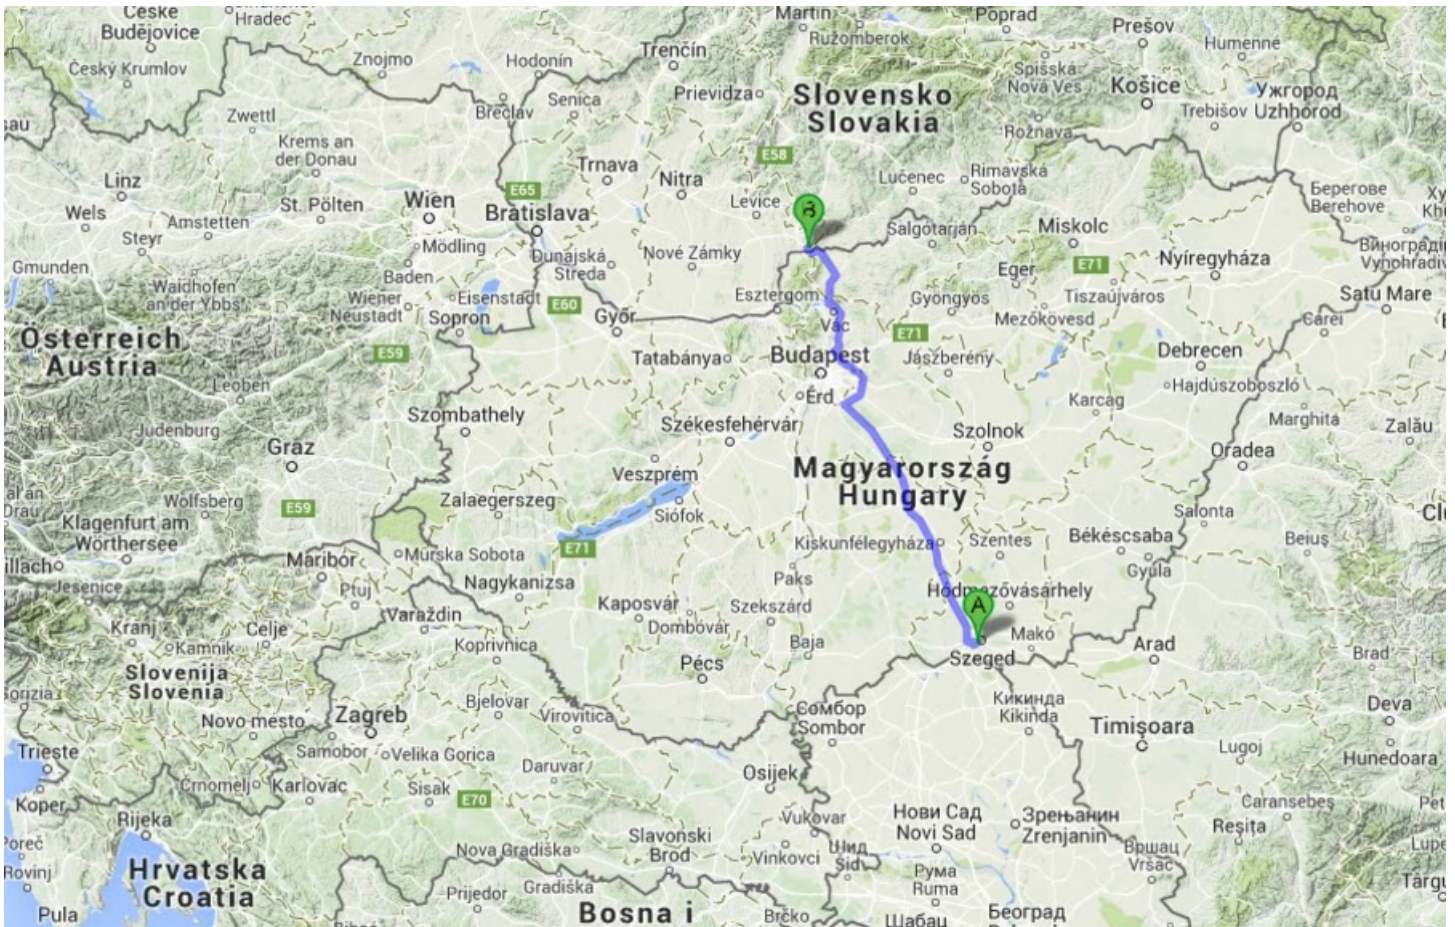 České
Budějovice
Hradec
Martin
Ružomberok
Poprad
Prešov
Humenné
Český Krumlov
Znojmo
Hodonín
Trenčín
Prievidza
Slovensko
Slovakia
Spišská
Nová Ves
Košice
Trebišov
Ужгород
Uzhhorod
Zwettl
Břeclav
Senica
Rožňava
Krems an
der Donau
E58
Trnava
Nitra
Lučenec
Rimavská
Sobota
Linz
Wels
Steyr
Amstetten
St. Pölten
Wien
E65
Bratislava
Levice
B
Salgótarján
Miskolc
Берегове
Berehove
Gmunden
Waidhofen
an der Ybbs
Mödling
Baden
Wiener
Neustadt
Eisenstadt
Sopron
Dunajská
Streda
Nové Zámky
E60
Győr
Esztergom
Vác
Eger
Gyongyos
E71
Nyíregyháza
Tiszaújváros
Mezőkövesd
Satu Mare
Carei
Österreich
Austria
E59
Leoben
Judenburg
Tatabánya
Budapest
Érd
E71
Jászberény
Debrecen
Hajdúszoboszló
Karcag
Marghita
Zalău
Szombathely
Graz
Székesfehérvár
Szolnok
Oradea
Veszprém
Siófok
Magyarország
Hungary
Wolfsberg
E59
Zalaegerszeg
Klagenfurt am
Wörthersee
Salonta
Maribor
Murska Sobota
E71
Kiskunfélegyháza
Szentes
Békéscsaba
Gyula
Beiuș
Jesenice
Ptuj
Nagykanizsa
Paks
Hódmezővásárhely
A
Kaposvár
Dombóvár
Szekszárd
Kranj
Kamnik
Celje
Varaždin
Koprivnica
Baja
Makó
Szeged
Arad
Brad
Pécs
Slovenija
Slovenia
Novo mesto
Zagreb
Bjelovar
Virovitica
Сомбор
Sombor
Кикинда
Kikinda
Timișoara
Deva
Lugoj
Hunedoara
Trieste
Koper
Samobor
Velika Gorica
Črnomelj
Karlovac
Sisak
E70
Daruvar
Osijek
Rijeka
Vukovar
Нови Сад
Novi Sad
Зрењанин
Zrenjanin
Caransebeș
Reșița
Rovinj
Pula
Hrvatska
Croatia
Nova Gradiška
Slavonski
Brod
Vinkovci
Шид
Šid
Вршац
Vršac
Рума
Ruma
Prijedor
Gradiška
Bosna i
Brčko
Шабац
Београд